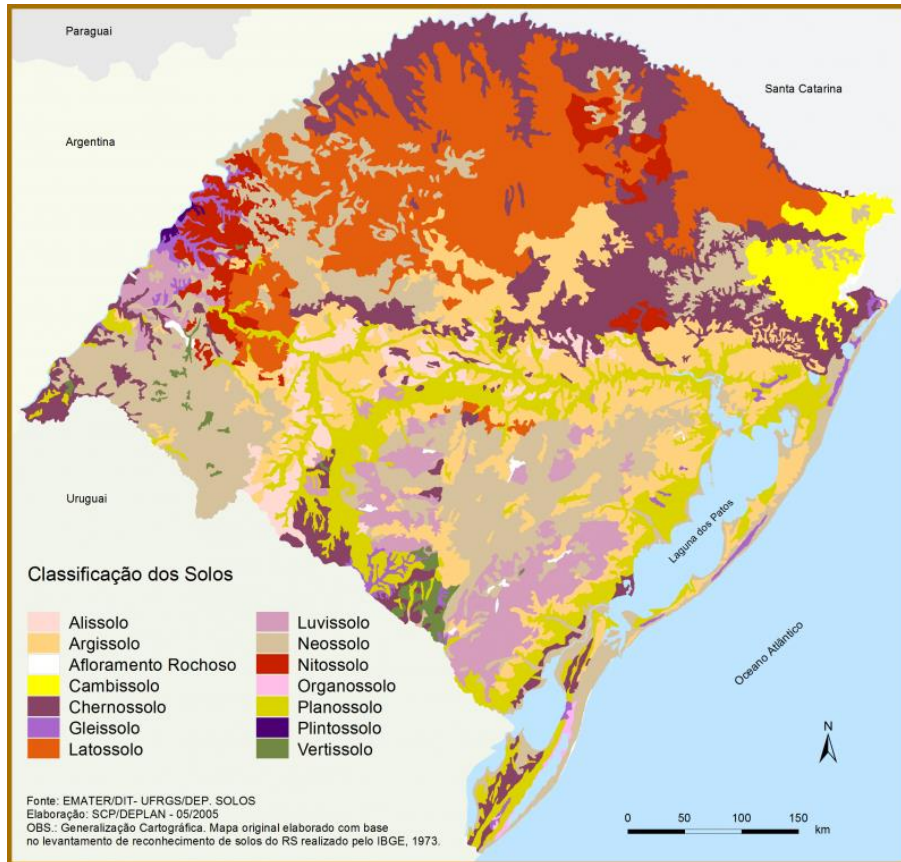 Paraguai
Santa Catarina
Argentina
Uruguai
Laguna dos Patos
Oceano Atlântico
Classificação dos Solos
Alissolo
Argissolo
Afloramento Rochoso
Cambissolo
Chernossolo
Gleissolo
Latossolo
Luvissolo
Neossolo
Nitossolo
Organossolo
Planossolo
Plintossolo
Vertissolo
N
0 50 100 150
km
Fonte: EMATER/DIT- UFRGS/DEP. SOLOS
Elaboração: SCP/DEPLAN - 05/2005
OBS.: Generalização Cartográfica. Mapa original elaborado com base
no levantamento de reconhecimento de solos do RS realizado pelo IBGE, 1973.